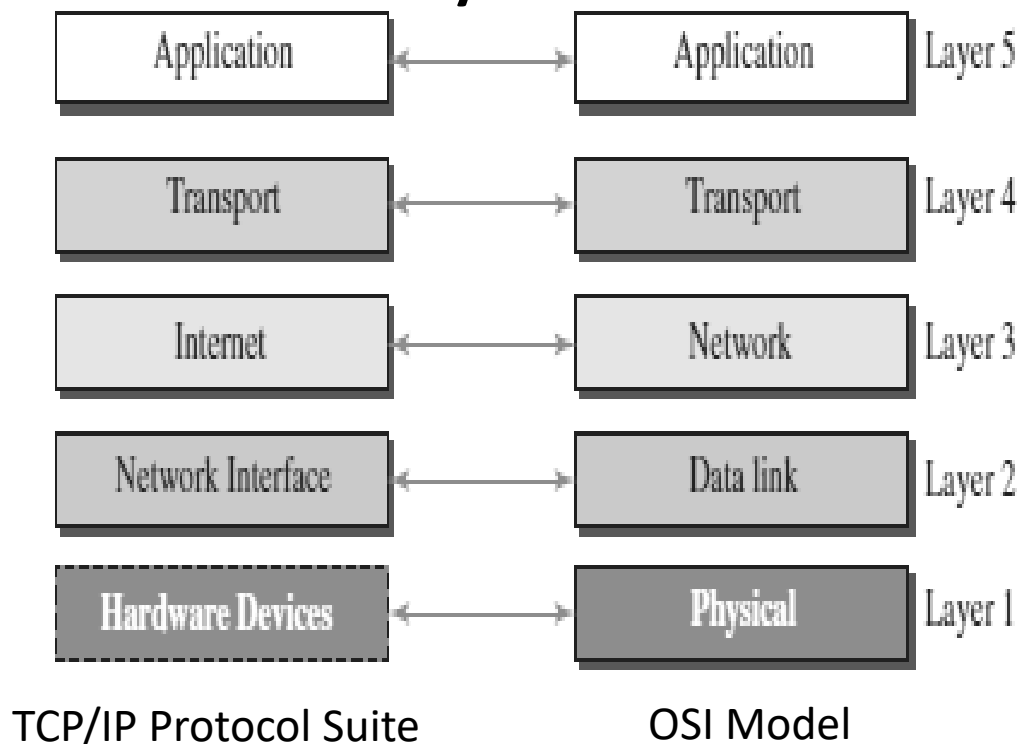 Application Application Layer 5
Transport Transport Layer 4
Internet Network Layer 3
Network Interface Data link Layer 2
Hardware Devices Physical Layer 1
TCP/IP Protocol Suite OSI Model